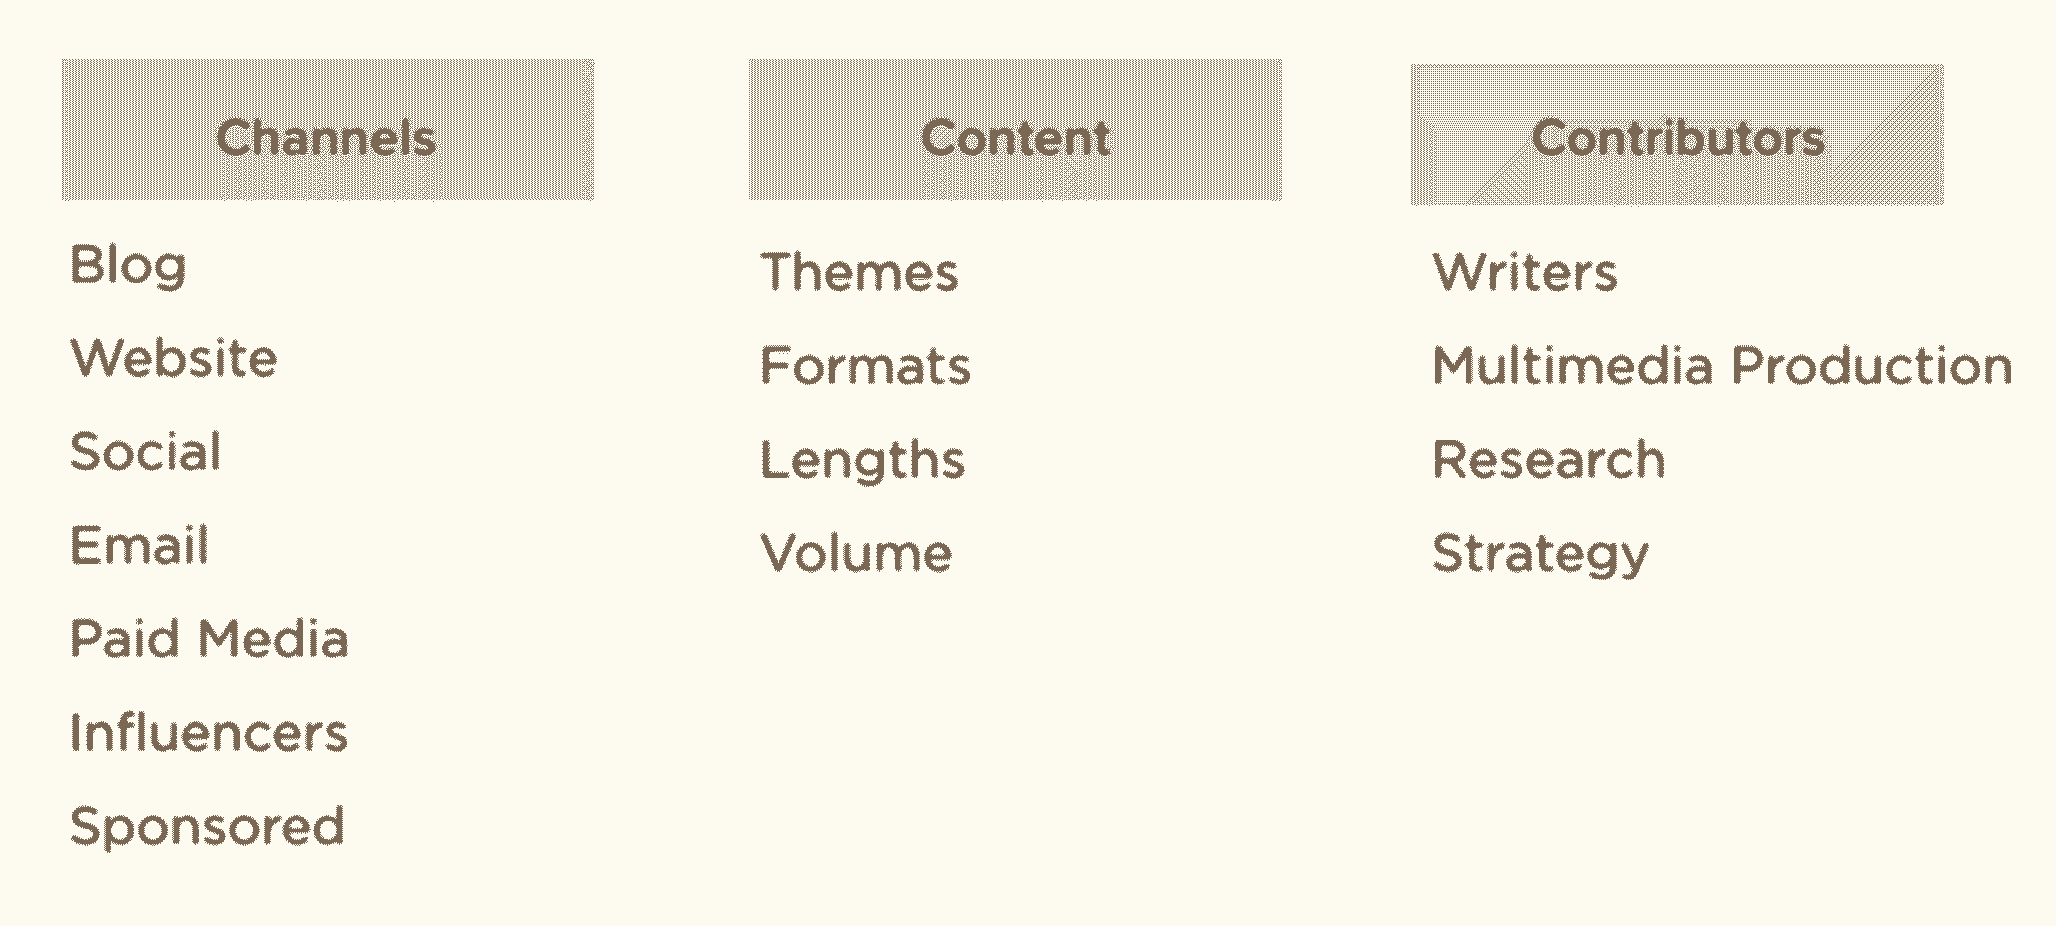 Channels
Blog
Website
Social
Email
Paid Media
Influencers
Sponsored
Content
Themes
Formats
Lengths
Volume
Contributors
Writers
Multimedia Production
Research
Strategy